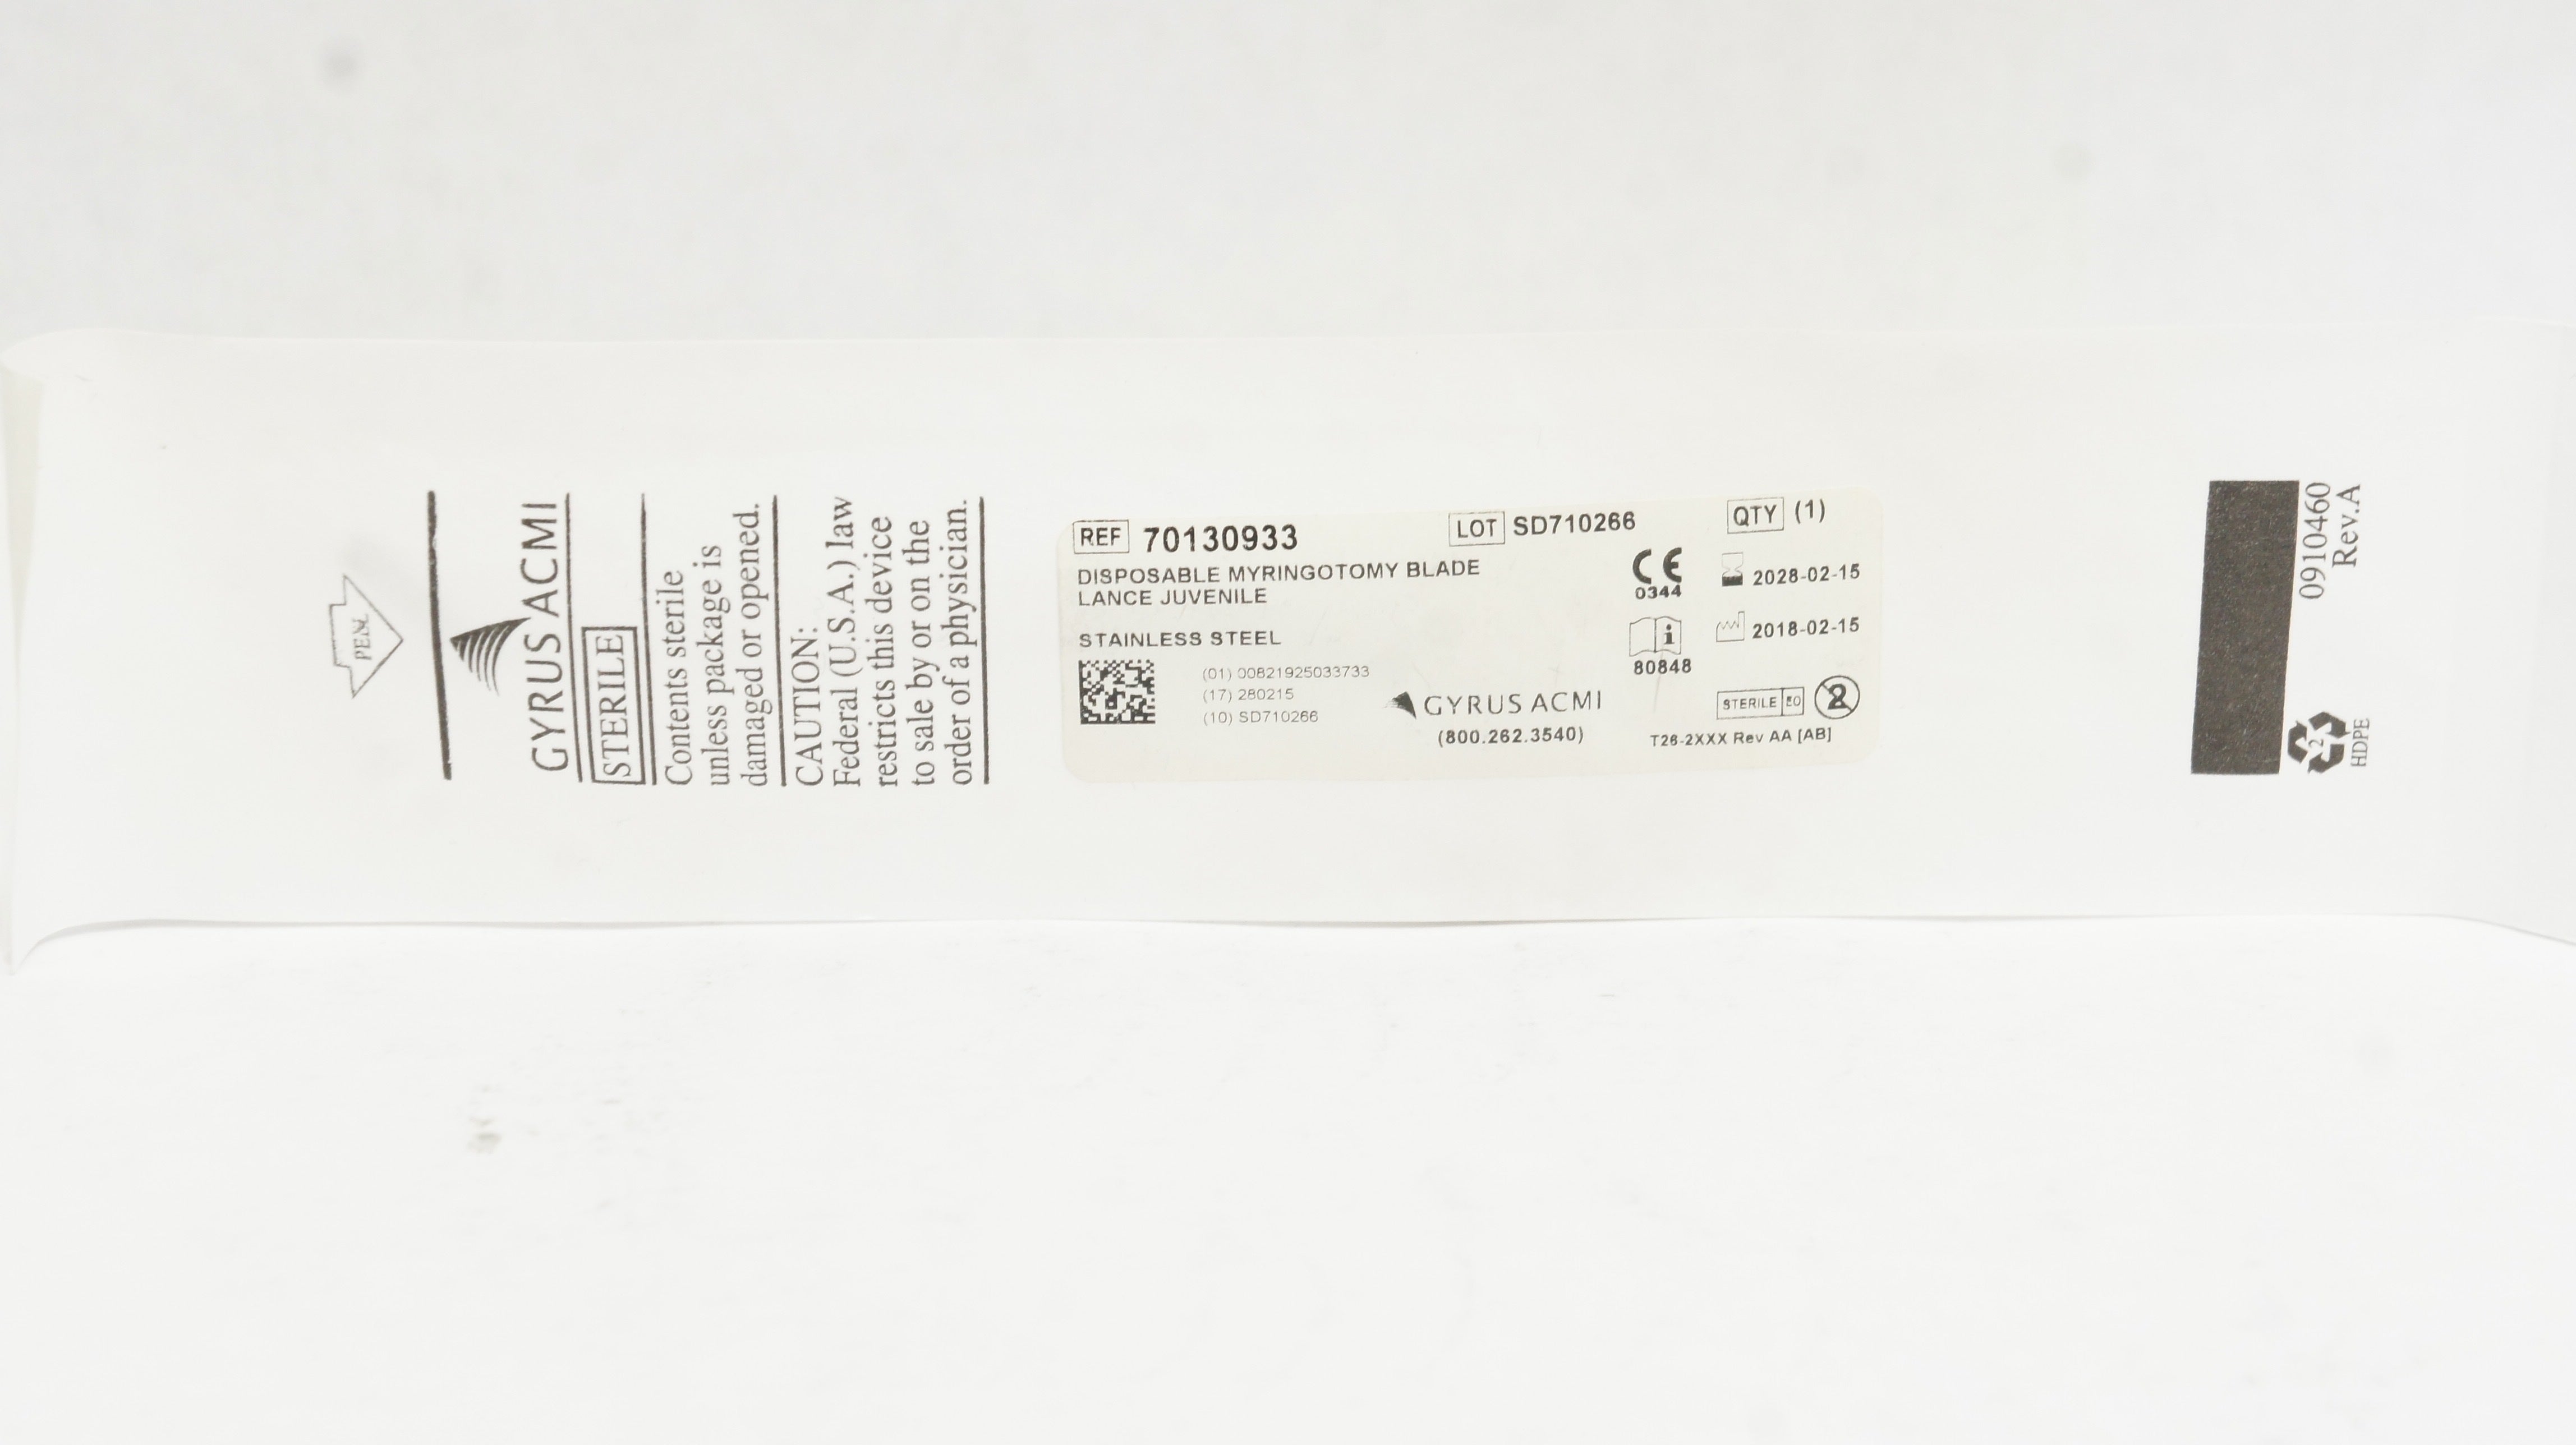 PEEL
GYRUS ACMI
STERILE
Contents sterile
unless package is
damaged or opened.
CAUTION:
Federal (U.S.A.) law
restricts this device
to sale by or on the
order of a physician.
REF 70130933
LOT SD710266
QTY (1)
DISPOSABLE MYRINGOTOMY BLADE
LANCE JUVENILE
STAINLESS STEEL
CE
0344
2028-02-15
i
80848
2018-02-15
(01) 00821925033733
(17) 280215
(10) SD710266
GYRUS ACMI
(800.262.3540)
STERILE EO
2
T26-2XXX Rev AA [AB]
0910460
Rev.A
2
HDPE